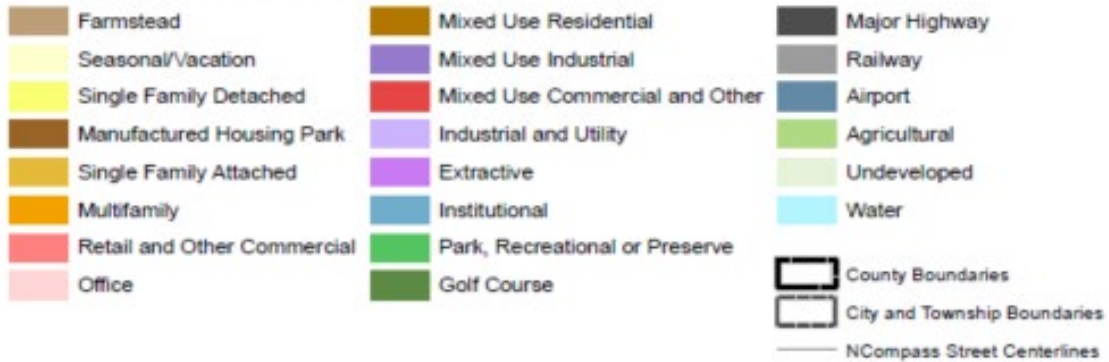 Farmstead
Seasonal/Vacation
Single Family Detached
Manufactured Housing Park
Single Family Attached
Multifamily
Retail and Other Commercial
Office
Mixed Use Residential
Mixed Use Industrial
Mixed Use Commercial and Other
Industrial and Utility
Extractive
Institutional
Park, Recreational or Preserve
Golf Course
Major Highway
Railway
Airport
Agricultural
Undeveloped
Water
County Boundaries
City and Township Boundaries
NCompass Street Centerlines